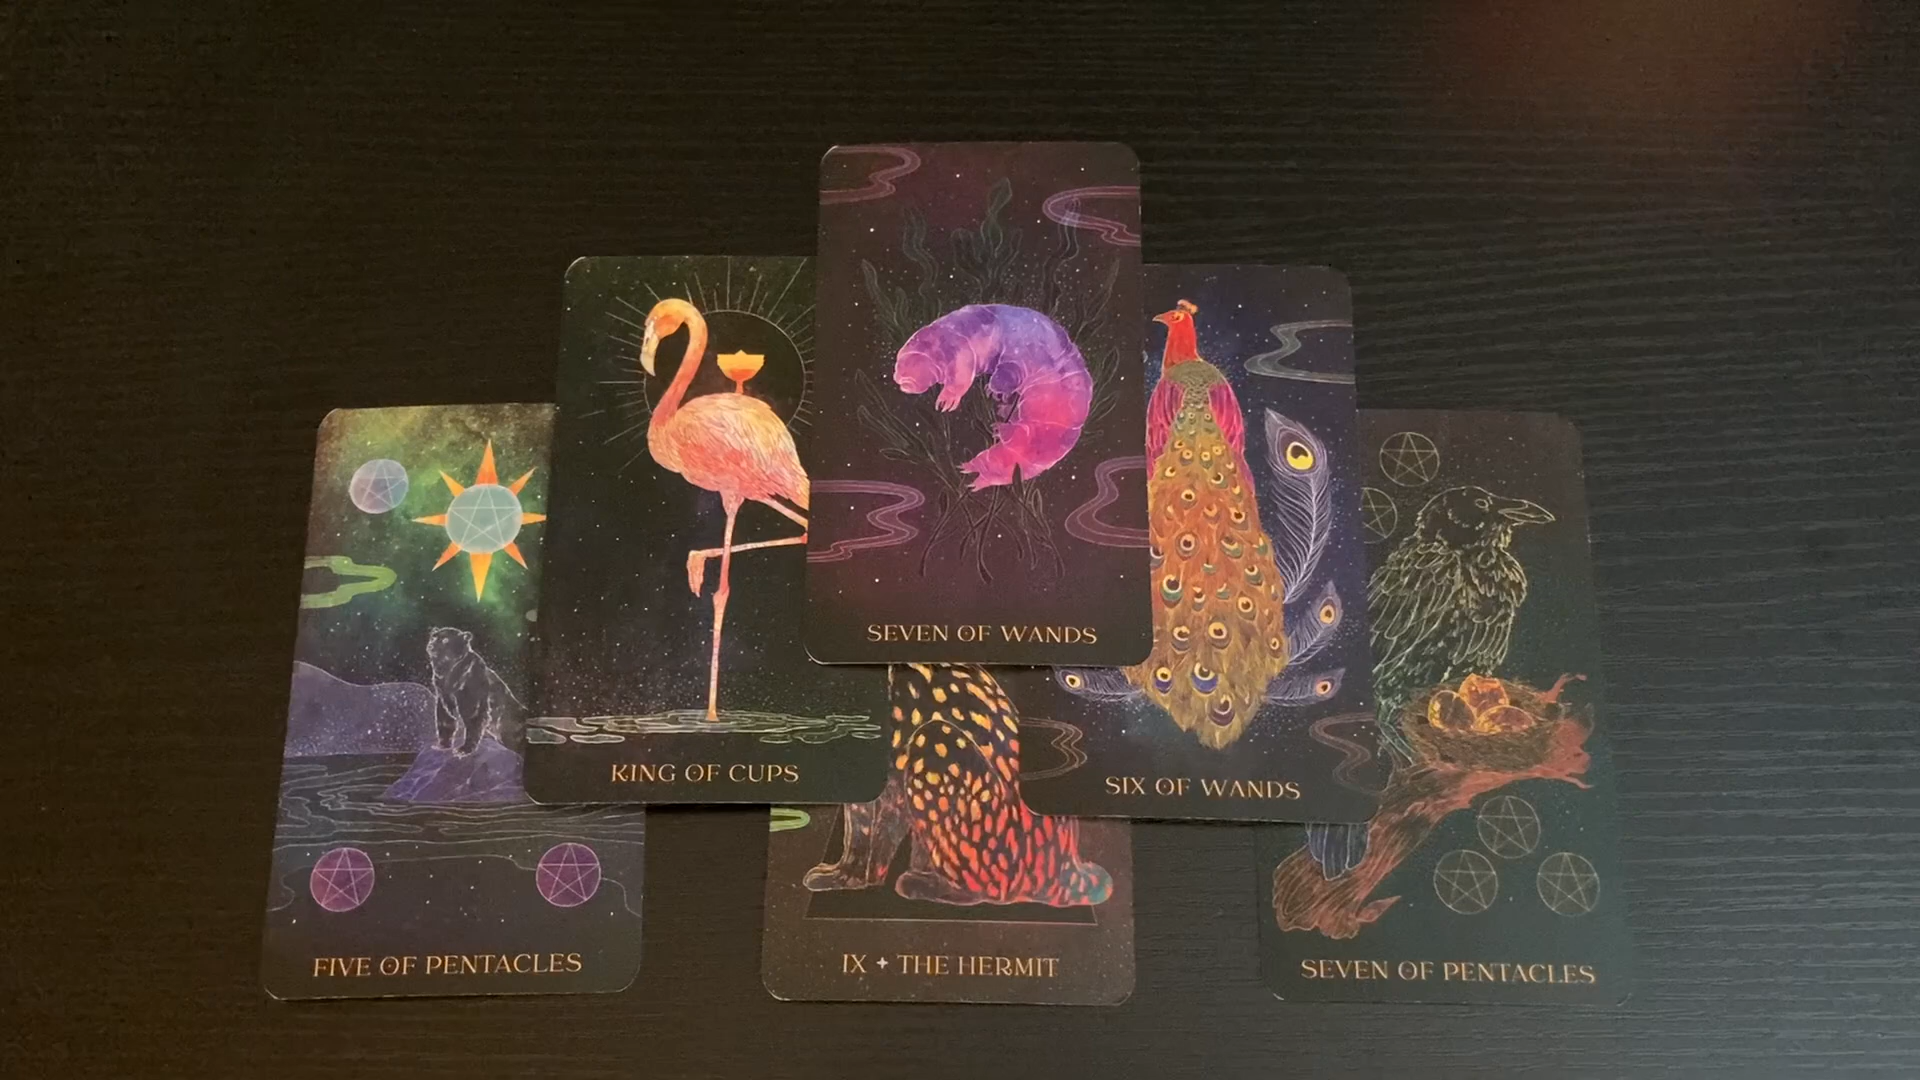 SEVEN OF WANDS
KING OF CUPS
SIX OF WANDS
FIVE OF PENTACLES
IX ✦ THE HERMIT
SEVEN OF PENTACLES